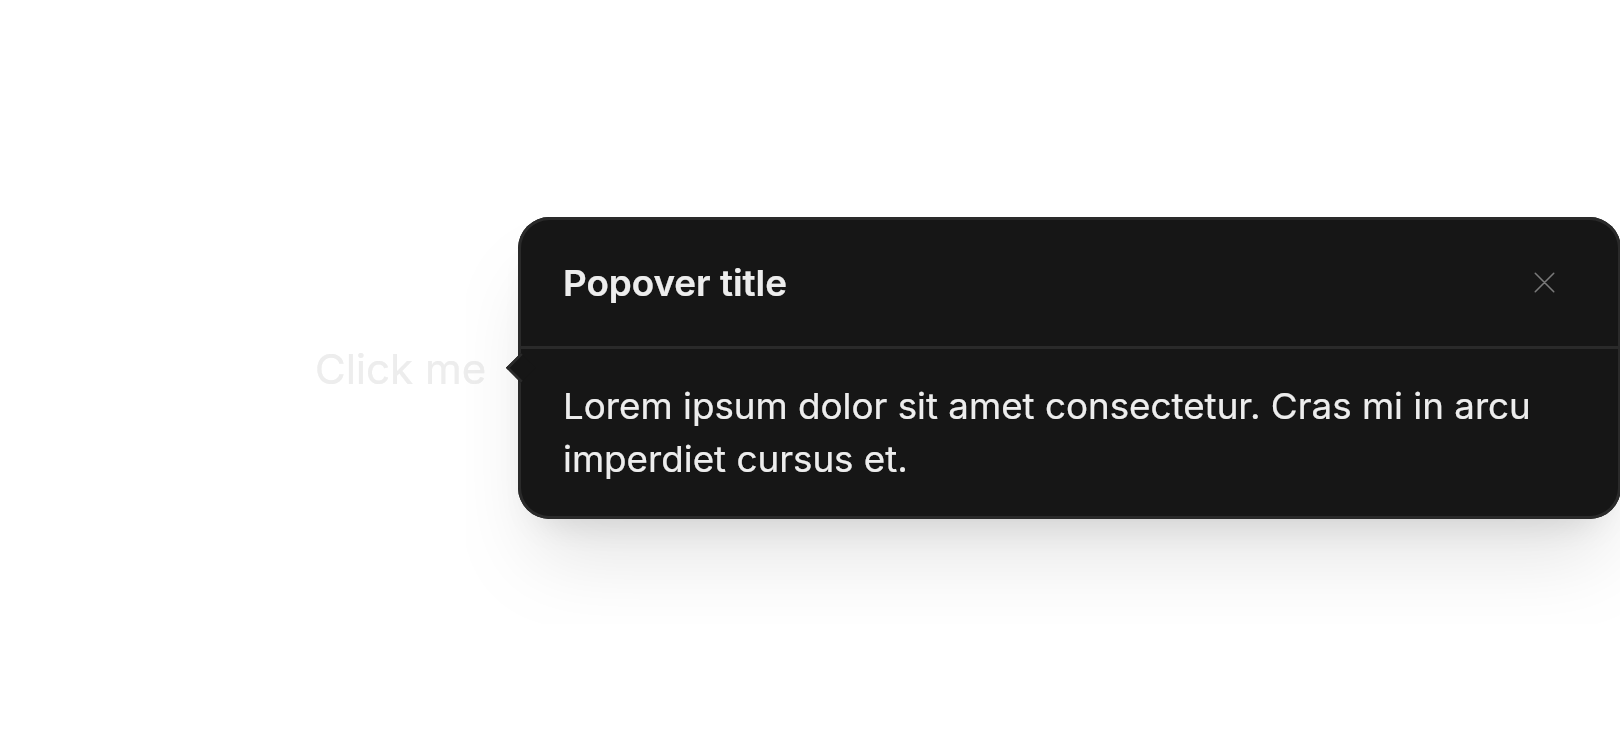 Popover title
Click me
Lorem ipsum dolor sit amet consectetur. Cras mi in arcu
imperdiet cursus et.